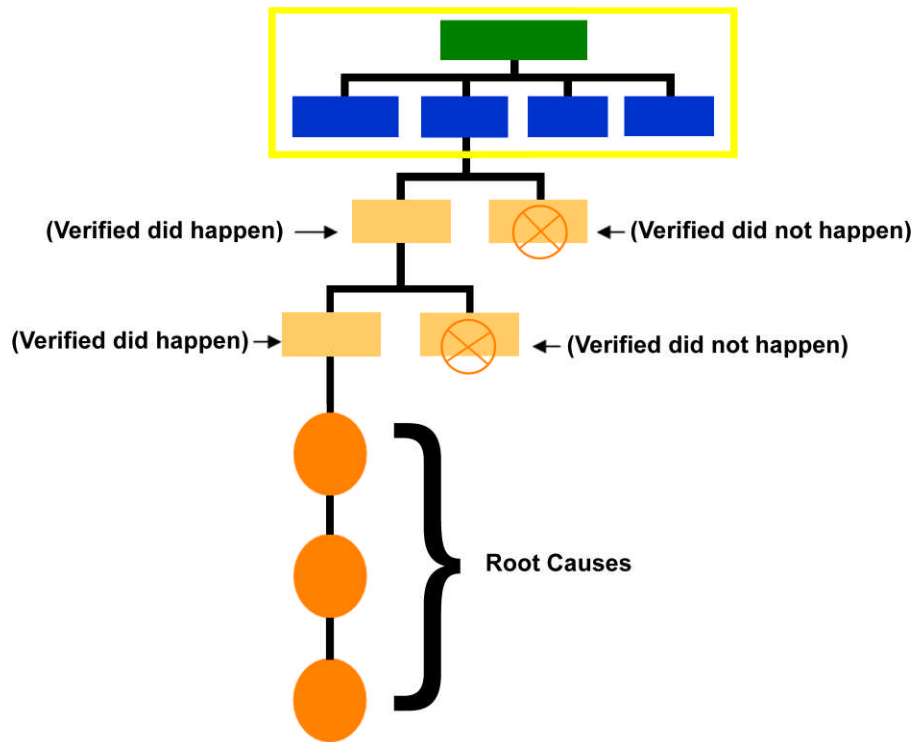 (Verified did happen)
(Verified did not happen)
(Verified did happen)
(Verified did not happen)
Root Causes